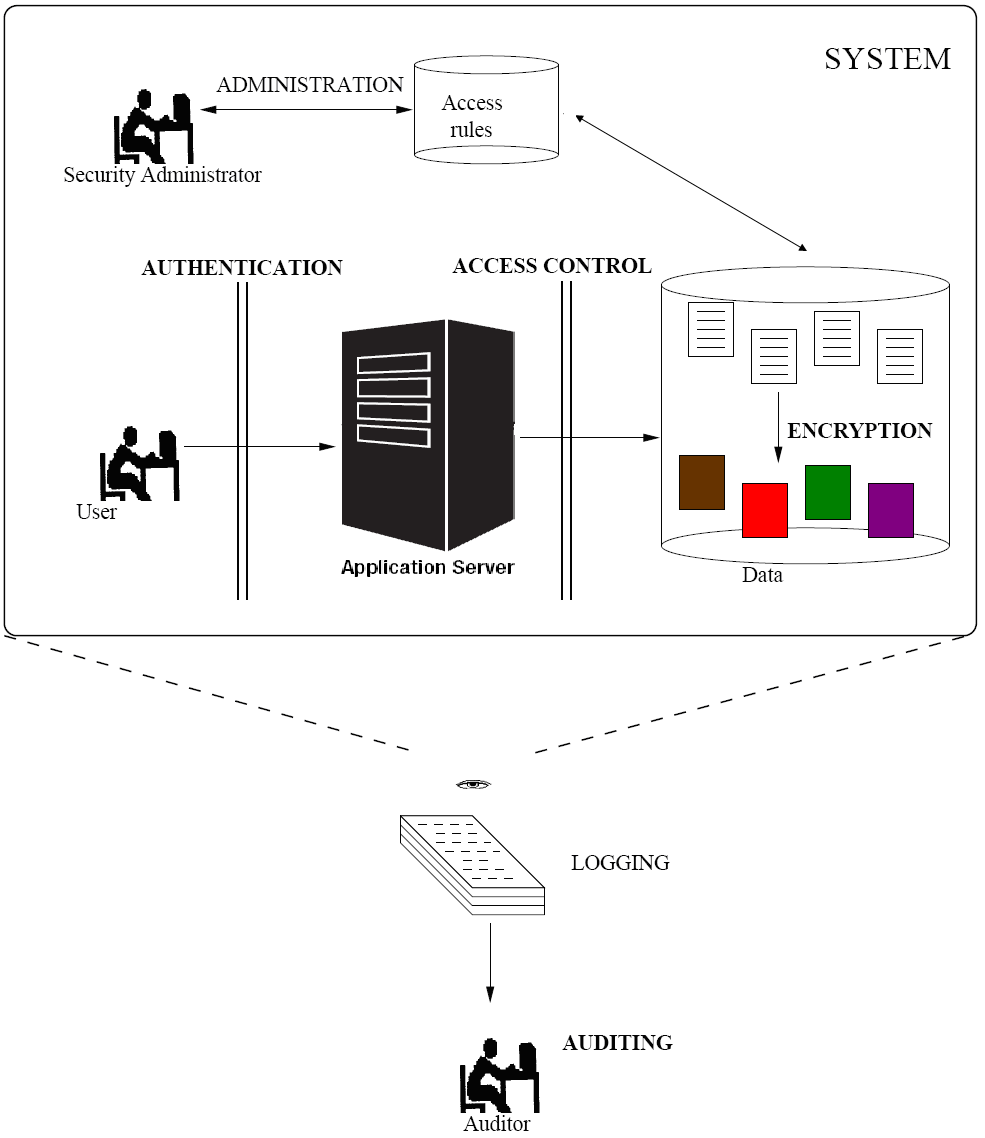 SYSTEM
ADMINISTRATION
Access
rules
Security Administrator
AUTHENTICATION
ACCESS CONTROL
ENCRYPTION
User
Application Server
Data
LOGGING
AUDITING
Auditor